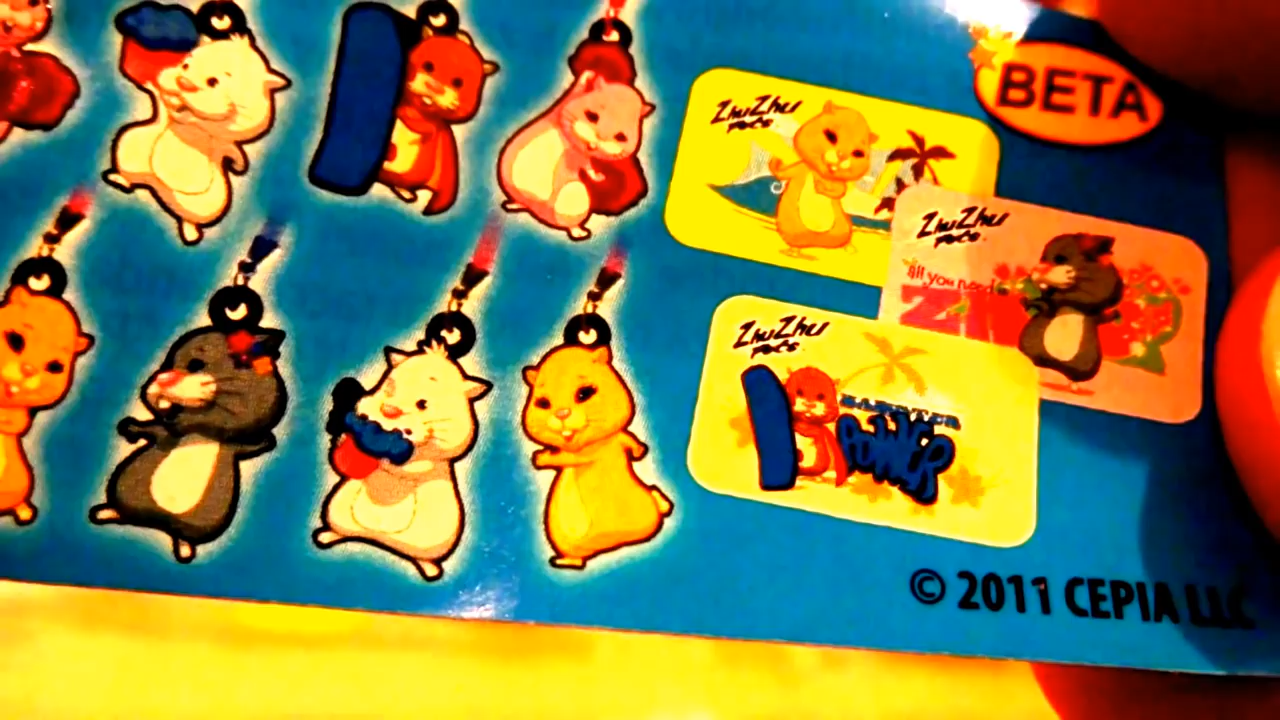 BETA
ZhuZhu
Pets
ZhuZhu
Pets.
All you need
ZhuZhu
Pets.
POWER
© 2011 CEPIA LLC